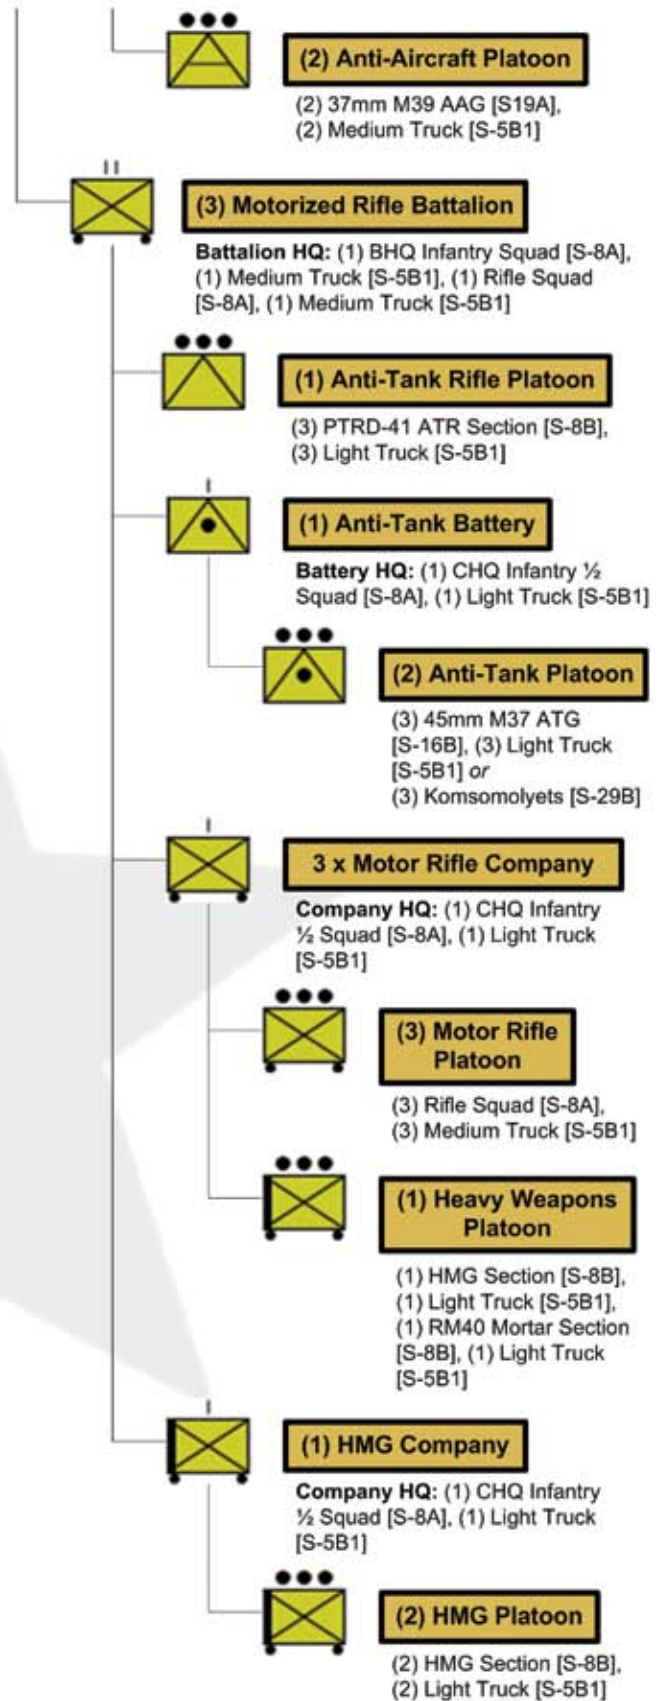 (2) Anti-Aircraft Platoon
(2) 37mm M39 AAG [S19A],
(2) Medium Truck [S-5B1]
(3) Motorized Rifle Battalion
Battalion HQ: (1) BHQ Infantry Squad [S-8A],
(1) Medium Truck [S-5B1], (1) Rifle Squad
[S-8A], (1) Medium Truck [S-5B1]
(1) Anti-Tank Rifle Platoon
(3) PTRD-41 ATR Section [S-8B],
(3) Light Truck [S-5B1]
(1) Anti-Tank Battery
Battery HQ: (1) CHQ Infantry ½
Squad [S-8A], (1) Light Truck [S-5B1]
(2) Anti-Tank Platoon
(3) 45mm M37 ATG
[S-16B], (3) Light Truck
[S-5B1] or
(3) Komsomolyets [S-29B]
3 x Motor Rifle Company
Company HQ: (1) CHQ Infantry
½ Squad [S-8A], (1) Light Truck
[S-5B1]
(3) Motor Rifle
Platoon
(3) Rifle Squad [S-8A],
(3) Medium Truck [S-5B1]
(1) Heavy Weapons
Platoon
(1) HMG Section [S-8B],
(1) Light Truck [S-5B1],
(1) RM40 Mortar Section
[S-8B], (1) Light Truck
[S-5B1]
(1) HMG Company
Company HQ: (1) CHQ Infantry
½ Squad [S-8A], (1) Light Truck
[S-5B1]
(2) HMG Platoon
(2) HMG Section [S-8B],
(2) Light Truck [S-5B1]